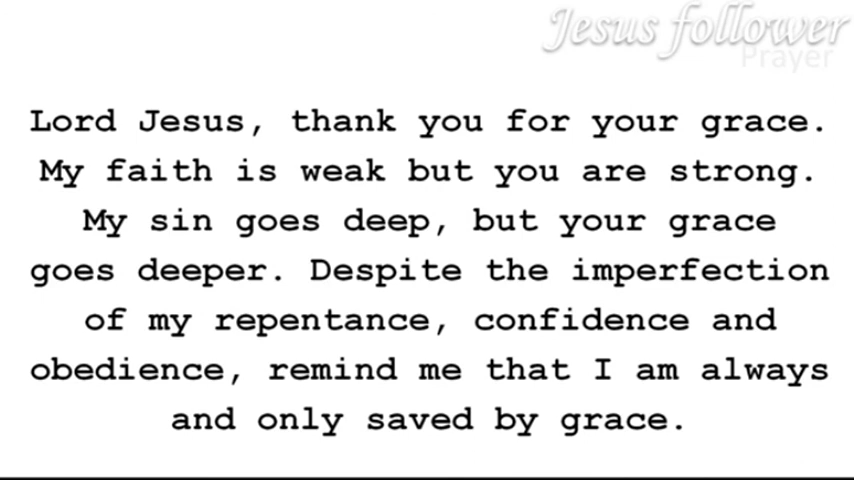 Jesus follower
Prayer
Lord Jesus, thank you for your grace.
My faith is weak but you are strong.
My sin goes deep, but your grace
goes deeper. Despite the imperfection
of my repentance, confidence and
obedience, remind me that I am always
and only saved by grace.